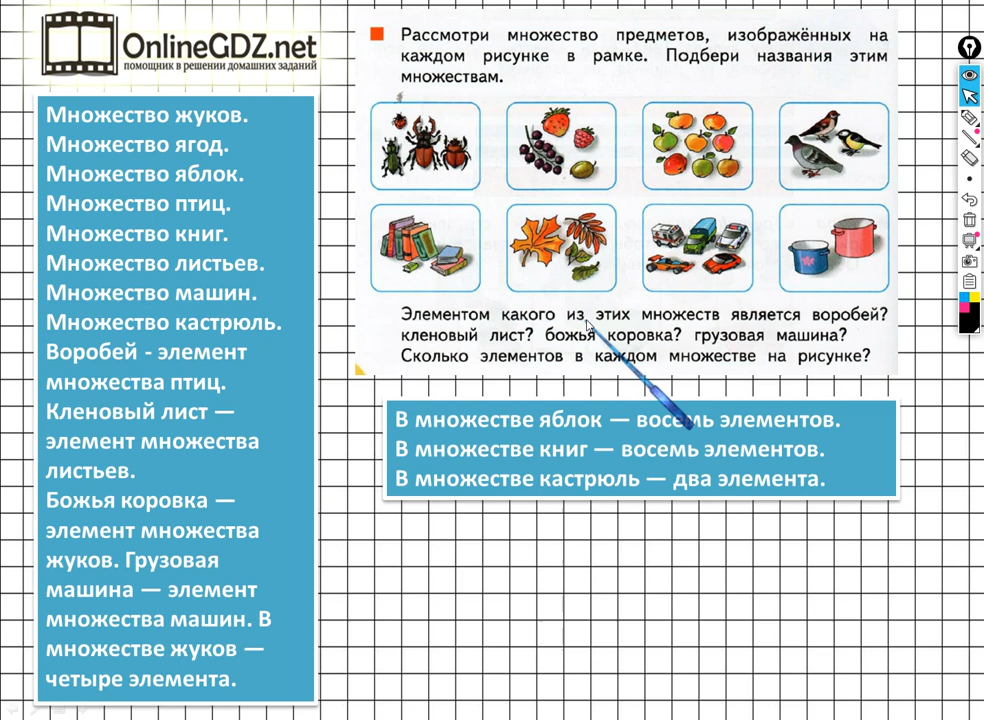 OnlineGDZ.net
помощник в решении домашних заданий
Рассмотри множество предметов, изображённых на
каждом рисунке в рамке. Подбери названия этим
множествам.
Множество жуков.
Множество ягод.
Множество яблок.
Множество птиц.
Множество книг.
Множество листьев.
Множество машин.
Множество кастрюль.
Воробей - элемент
множества птиц.
Кленовый лист —
элемент множества
листьев.
Божья коровка —
элемент множества
жуков. Грузовая
машина — элемент
множества машин. В
множестве жуков —
четыре элемента.
Элементом какого из этих множеств является воробей?
кленовый лист? божья коровка? грузовая машина?
Сколько элементов в каждом множестве на рисунке?
В множестве яблок — восемь элементов.
В множестве книг — восемь элементов.
В множестве кастрюль — два элемента.